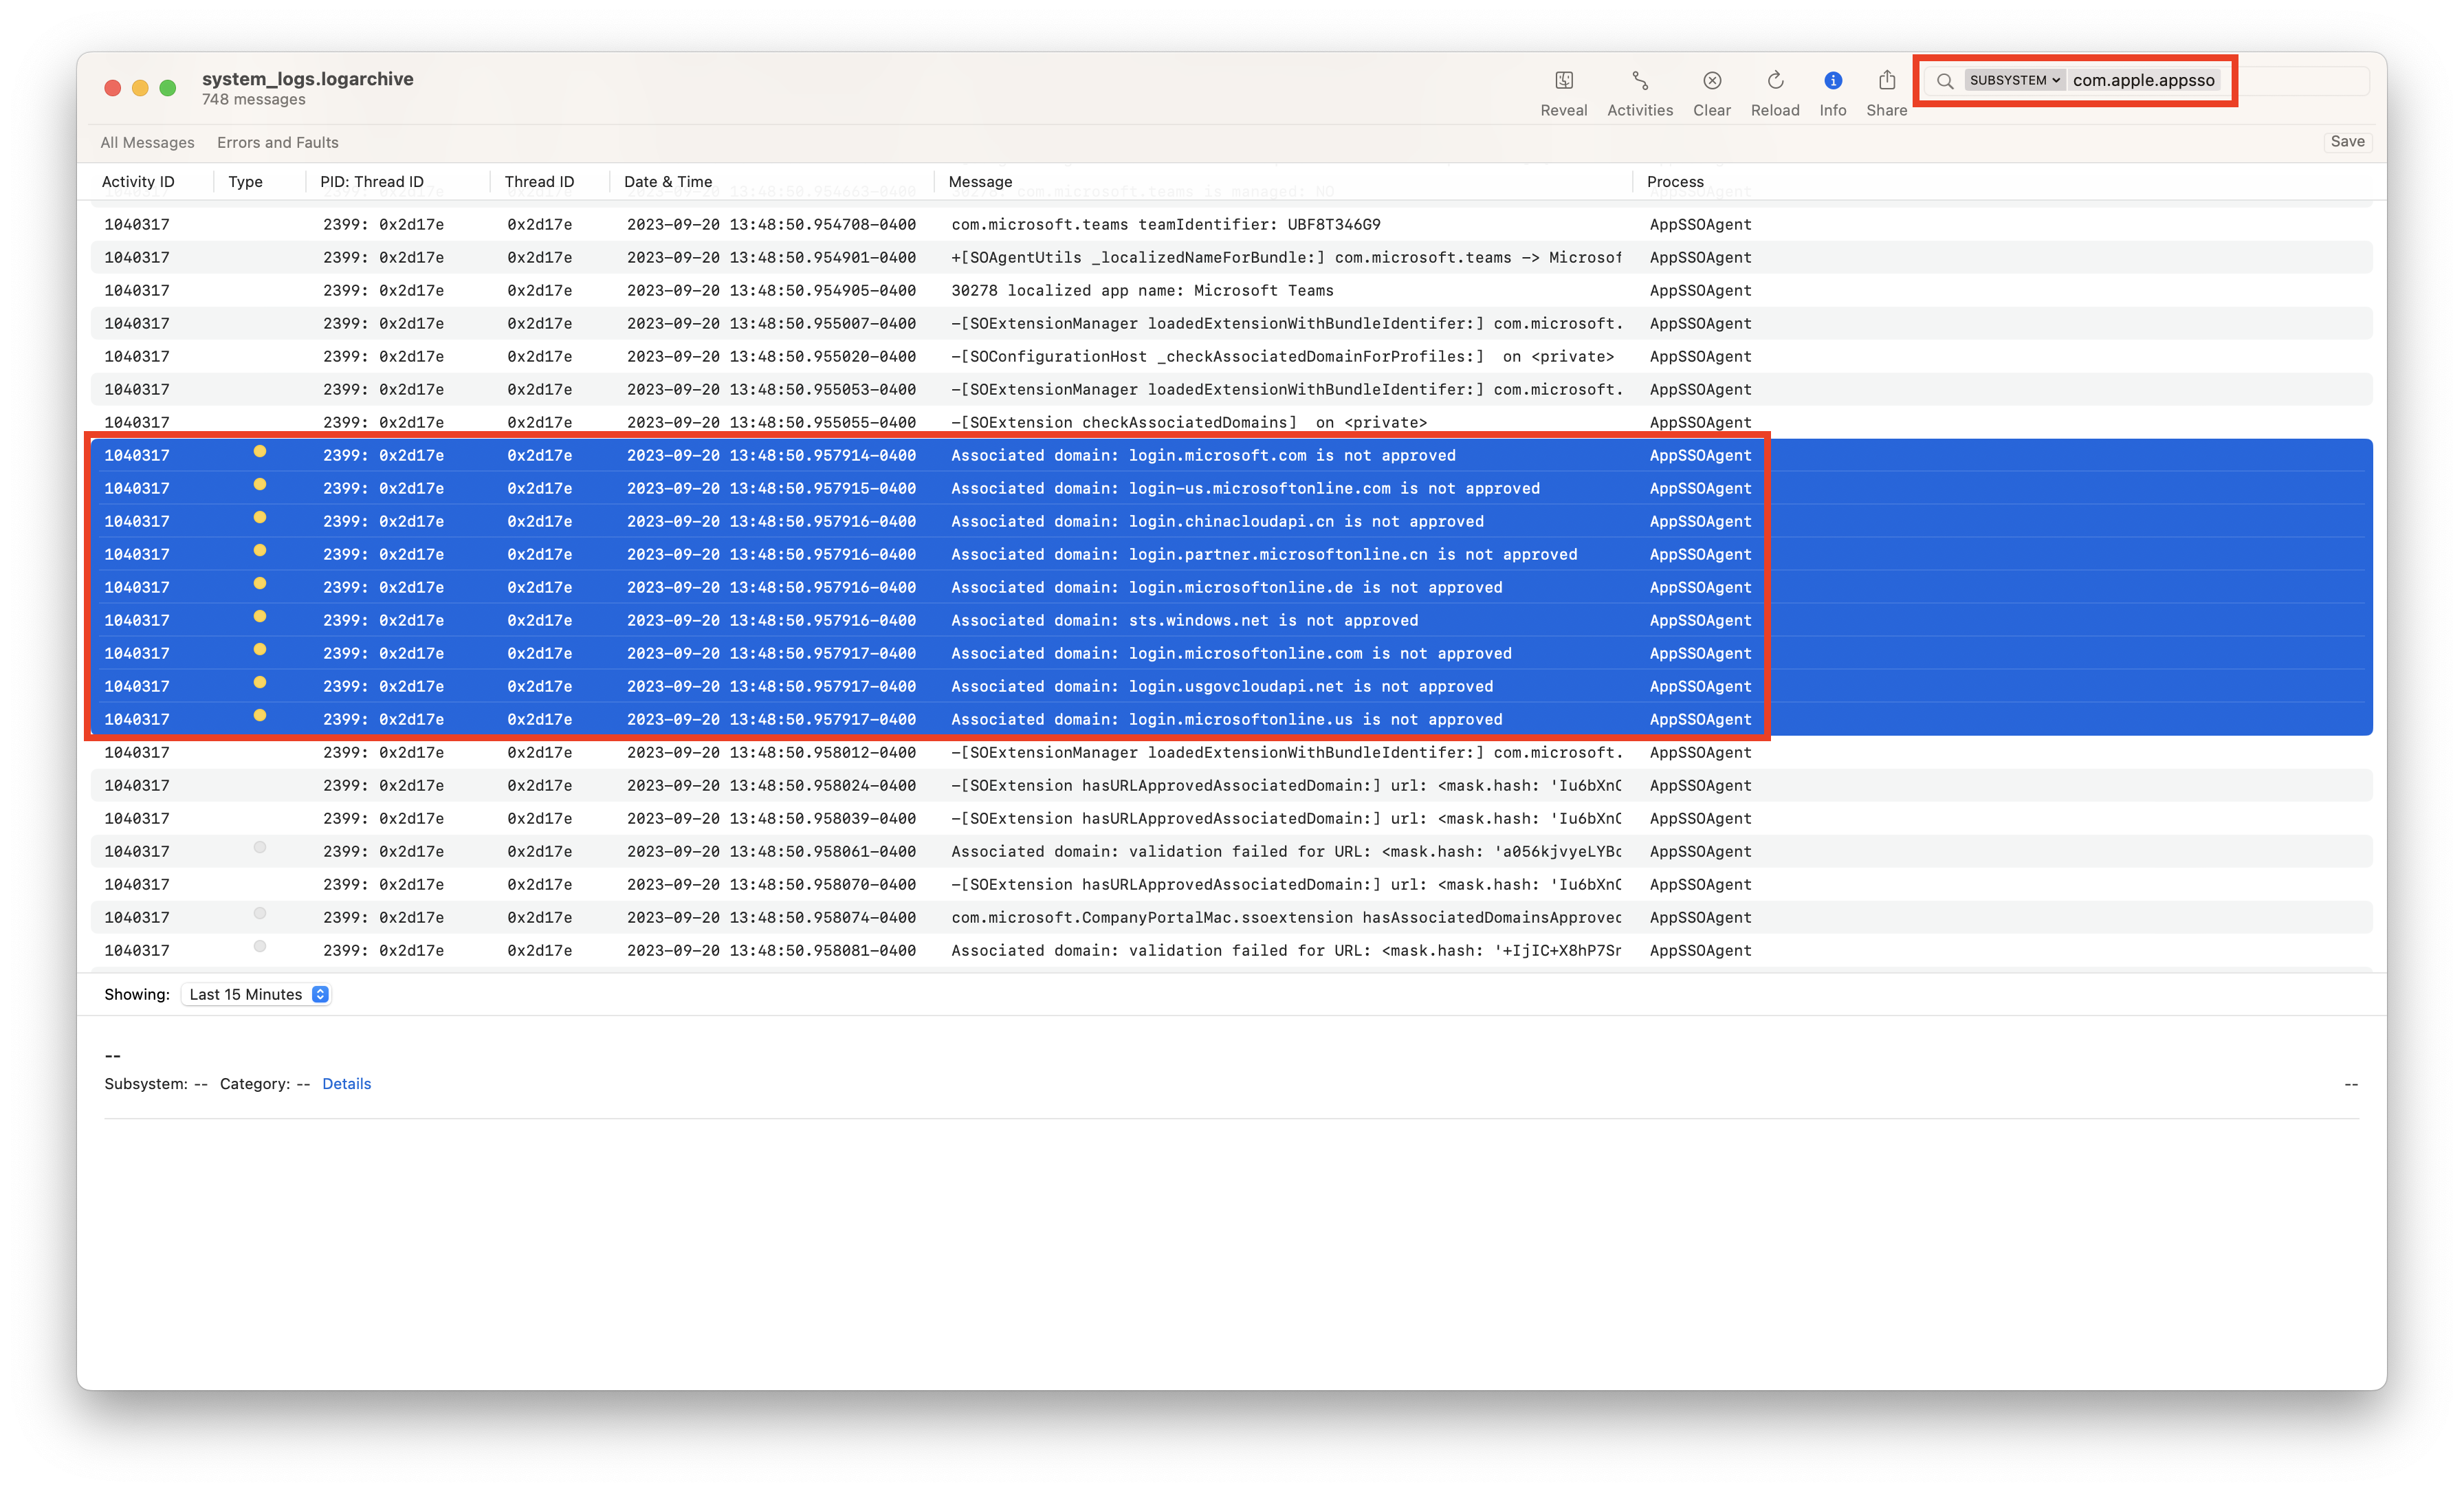 system_logs.logarchive
748 messages
Reveal Activities Clear Reload Info Share SUBSYSTEM com.apple.appsso
All Messages Errors and Faults Save
Activity ID Type PID: Thread ID Thread ID Date & Time Message Process
13:48:50.954663-0400 com.microsoft.teams is managed: NO
1040317 2399: 0x2d17e 0x2d17e 2023-09-20 13:48:50.954708-0400 com.microsoft.teams teamIdentifier: UBF8T346G9 AppSSOAgent
1040317 2399: 0x2d17e 0x2d17e 2023-09-20 13:48:50.954901-0400 +[SOAgentUtils _localizedNameForBundle:] com.microsoft.teams -> Microsof AppSSOAgent
1040317 2399: 0x2d17e 0x2d17e 2023-09-20 13:48:50.954905-0400 30278 localized app name: Microsoft Teams AppSSOAgent
1040317 2399: 0x2d17e 0x2d17e 2023-09-20 13:48:50.955007-0400 -[SOExtensionManager loadedExtensionWithBundleIdentifer:] com.microsoft. AppSSOAgent
1040317 2399: 0x2d17e 0x2d17e 2023-09-20 13:48:50.955020-0400 -[SOConfigurationHost _checkAssociatedDomainForProfiles:] on <private> AppSSOAgent
1040317 2399: 0x2d17e 0x2d17e 2023-09-20 13:48:50.955053-0400 -[SOExtensionManager loadedExtensionWithBundleIdentifer:] com.microsoft. AppSSOAgent
1040317 2399: 0x2d17e 0x2d17e 2023-09-20 13:48:50.955055-0400 -[SOExtension checkAssociatedDomains] on <private> AppSSOAgent
1040317 2399: 0x2d17e 0x2d17e 2023-09-20 13:48:50.957914-0400 Associated domain: login.microsoft.com is not approved AppSSOAgent
1040317 2399: 0x2d17e 0x2d17e 2023-09-20 13:48:50.957915-0400 Associated domain: login-us.microsoftonline.com is not approved AppSSOAgent
1040317 2399: 0x2d17e 0x2d17e 2023-09-20 13:48:50.957916-0400 Associated domain: login.chinacloudapi.cn is not approved AppSSOAgent
1040317 2399: 0x2d17e 0x2d17e 2023-09-20 13:48:50.957916-0400 Associated domain: login.partner.microsoftonline.cn is not approved AppSSOAgent
1040317 2399: 0x2d17e 0x2d17e 2023-09-20 13:48:50.957916-0400 Associated domain: login.microsoftonline.de is not approved AppSSOAgent
1040317 2399: 0x2d17e 0x2d17e 2023-09-20 13:48:50.957916-0400 Associated domain: sts.windows.net is not approved AppSSOAgent
1040317 2399: 0x2d17e 0x2d17e 2023-09-20 13:48:50.957917-0400 Associated domain: login.microsoftonline.com is not approved AppSSOAgent
1040317 2399: 0x2d17e 0x2d17e 2023-09-20 13:48:50.957917-0400 Associated domain: login.usgovcloudapi.net is not approved AppSSOAgent
1040317 2399: 0x2d17e 0x2d17e 2023-09-20 13:48:50.957917-0400 Associated domain: login.microsoftonline.us is not approved AppSSOAgent
1040317 2399: 0x2d17e 0x2d17e 2023-09-20 13:48:50.958012-0400 -[SOExtensionManager loadedExtensionWithBundleIdentifer:] com.microsoft. AppSSOAgent
1040317 2399: 0x2d17e 0x2d17e 2023-09-20 13:48:50.958024-0400 -[SOExtension hasURLApprovedAssociatedDomain:] url: <mask.hash: 'Iu6bXnC AppSSOAgent
1040317 2399: 0x2d17e 0x2d17e 2023-09-20 13:48:50.958039-0400 -[SOExtension hasURLApprovedAssociatedDomain:] url: <mask.hash: 'Iu6bXnC AppSSOAgent
1040317 2399: 0x2d17e 0x2d17e 2023-09-20 13:48:50.958061-0400 Associated domain: validation failed for URL: <mask.hash: 'a056kjvyeLYBc AppSSOAgent
1040317 2399: 0x2d17e 0x2d17e 2023-09-20 13:48:50.958070-0400 -[SOExtension hasURLApprovedAssociatedDomain:] url: <mask.hash: 'Iu6bXnC AppSSOAgent
1040317 2399: 0x2d17e 0x2d17e 2023-09-20 13:48:50.958074-0400 com.microsoft.CompanyPortalMac.ssoextension hasAssociatedDomainsApproved AppSSOAgent
1040317 2399: 0x2d17e 0x2d17e 2023-09-20 13:48:50.958081-0400 Associated domain: validation failed for URL: <mask.hash: '+IjIC+X8hP7Sr AppSSOAgent
Showing: Last 15 Minutes
--
Subsystem: -- Category: -- Details --